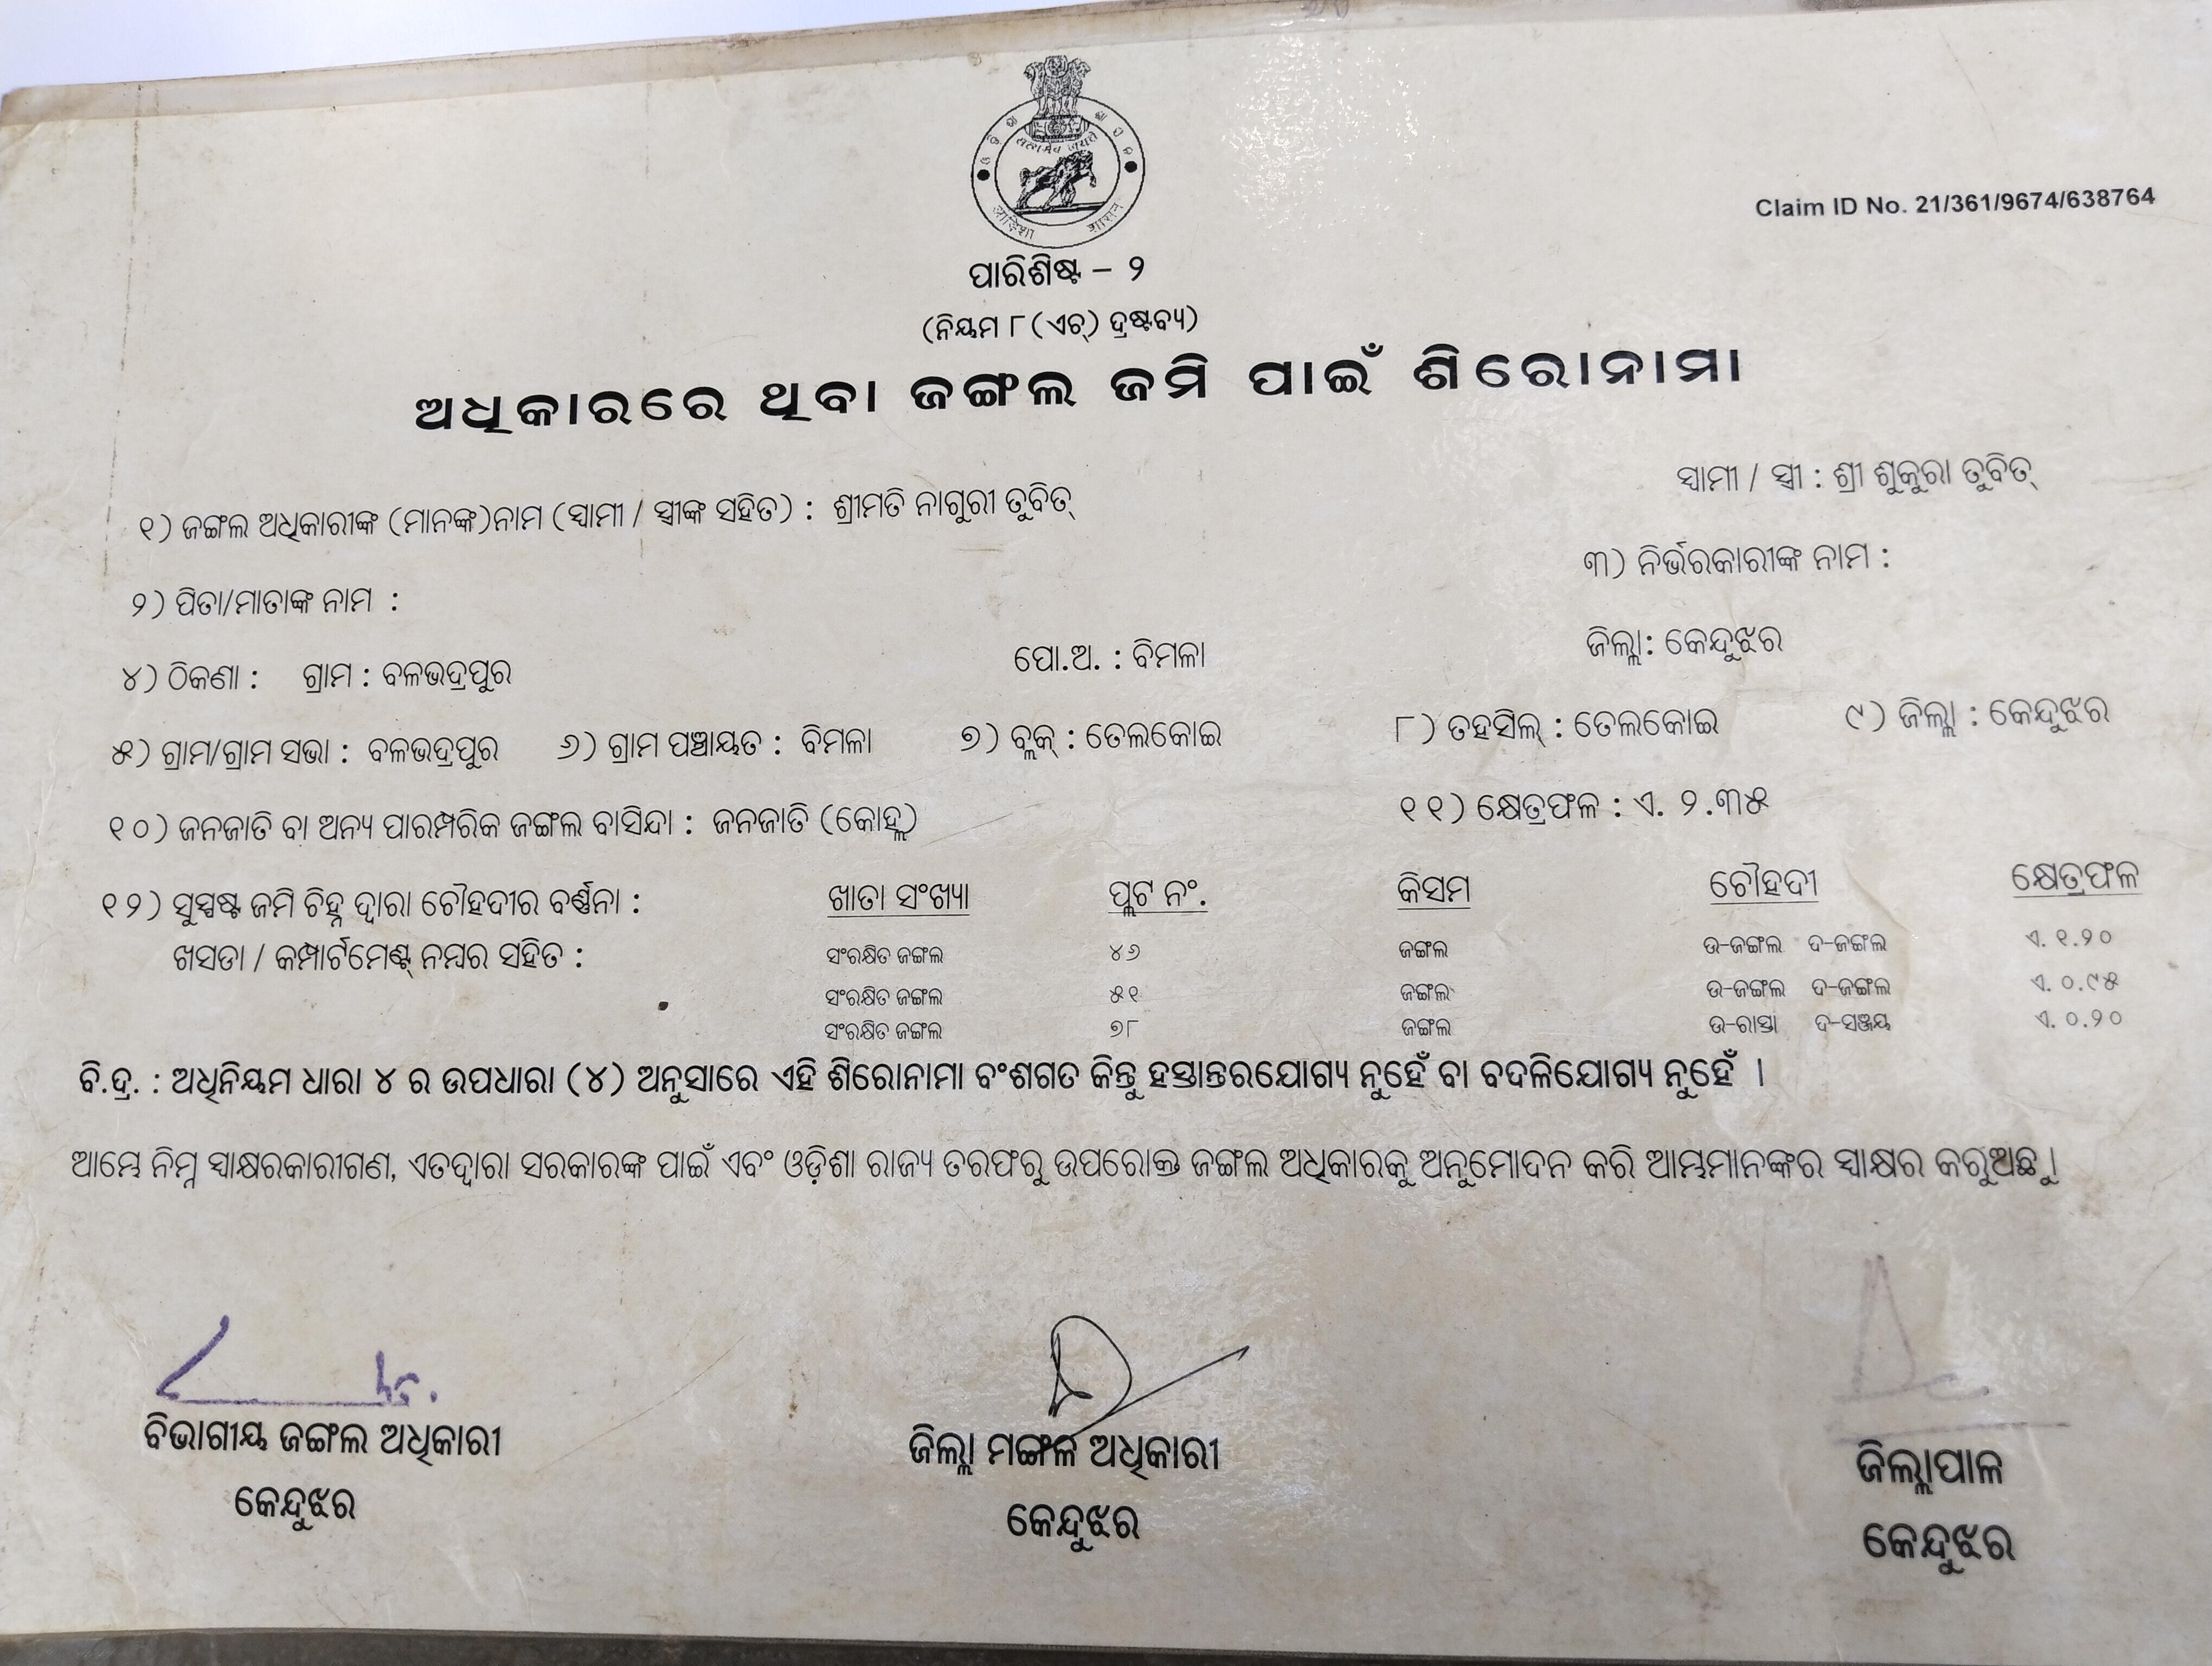 सत्यमेव जयते
Claim ID No. 21/361/9674/638764
ପାରିଶିଷ୍ଟ – ୨
(ନିୟମ ୮ (ଏଚ୍) ଦ୍ରଷ୍ଟବ୍ୟ)
ଅଧିକାରରେ ଥିବା ଜଙ୍ଗଲ ଜମି ପାଇଁ ଶିରୋନାମା
୧) ଜଙ୍ଗଲ ଅଧିକାରୀଙ୍କ (ମାନଙ୍କ)ନାମ (ସ୍ୱାମୀ / ସ୍ତ୍ରୀଙ୍କ ସହିତ) : ଶ୍ରୀମତି ନାଗୁରୀ ତୁବିତ୍ ସ୍ୱାମୀ / ସ୍ତ୍ରୀ : ଶ୍ରୀ ଶୁକୁରା ତୁବିତ୍
୨) ପିତା/ମାତାଙ୍କ ନାମ : ୩) ନିର୍ଭରକାରୀଙ୍କ ନାମ :
୪) ଠିକଣା : ଗ୍ରାମ : ବଳଭଦ୍ରପୁର ପୋ.ଅ. : ବିମଳା ଜିଲ୍ଲା: କେନ୍ଦୁଝର
୫) ଗ୍ରାମ/ଗ୍ରାମ ସଭା : ବଳଭଦ୍ରପୁର ୬) ଗ୍ରାମ ପଞ୍ଚାୟତ : ବିମଳା ୭) ବ୍ଲକ୍ : ତେଲକୋଇ ୮) ତହସିଲ୍ : ତେଲକୋଇ ୯) ଜିଲ୍ଲା : କେନ୍ଦୁଝର
୧୦) ଜନଜାତି ବା ଅନ୍ୟ ପାରମ୍ପରିକ ଜଙ୍ଗଲ ବାସିନ୍ଦା : ଜନଜାତି (କୋହ୍ଲ) ୧୧) କ୍ଷେତ୍ରଫଳ : ଏ. ୨.୩୫
୧୨) ସୁସ୍ପଷ୍ଟ ଜମି ଚିହ୍ନ ଦ୍ୱାରା ଚୌହଦୀର ବର୍ଣ୍ଣନା : ଖାତା ସଂଖ୍ୟା ପ୍ଲଟ ନଂ. କିସମ ଚୌହଦୀ କ୍ଷେତ୍ରଫଳ
ଖସଡା / କମ୍ପାର୍ଟମେଣ୍ଟ୍ ନମ୍ବର ସହିତ : ସଂରକ୍ଷିତ ଜଙ୍ଗଲ ୪୬ ଜଙ୍ଗଲ ଉ-ଜଙ୍ଗଲ ଦ-ଜଙ୍ଗଲ ଏ. ୧.୨୦
ସଂରକ୍ଷିତ ଜଙ୍ଗଲ ୫୧ ଜଙ୍ଗଲ ଉ-ଜଙ୍ଗଲ ଦ-ଜଙ୍ଗଲ ଏ. ୦.୯୫
ସଂରକ୍ଷିତ ଜଙ୍ଗଲ ୭୮ ଜଙ୍ଗଲ ଉ-ରାସ୍ତା ଦ-ସଞ୍ଜୟ ଏ. ୦.୨୦
ବି.ଦ୍ର. : ଅଧିନିୟମ ଧାରା ୪ ର ଉପଧାରା (୪) ଅନୁସାରେ ଏହି ଶିରୋନାମା ବଂଶଗତ କିନ୍ତୁ ହସ୍ତାନ୍ତରଯୋଗ୍ୟ ନୁହେଁ ବା ବଦଳିଯୋଗ୍ୟ ନୁହେଁ ।
ଆମ୍ଭେ ନିମ୍ନ ସ୍ୱାକ୍ଷରକାରୀଗଣ, ଏତଦ୍ୱାରା ସରକାରଙ୍କ ପାଇଁ ଏବଂ ଓଡ଼ିଶା ରାଜ୍ୟ ତରଫରୁ ଉପରୋକ୍ତ ଜଙ୍ଗଲ ଅଧିକାରକୁ ଅନୁମୋଦନ କରି ଆମ୍ଭମାନଙ୍କର ସ୍ୱାକ୍ଷର କରୁଅଛୁ ।
ବିଭାଗୀୟ ଜଙ୍ଗଲ ଅଧିକାରୀ ଜିଲ୍ଲା ମଙ୍ଗଳ ଅଧିକାରୀ ଜିଲ୍ଲାପାଳ
କେନ୍ଦୁଝର କେନ୍ଦୁଝର କେନ୍ଦୁଝର